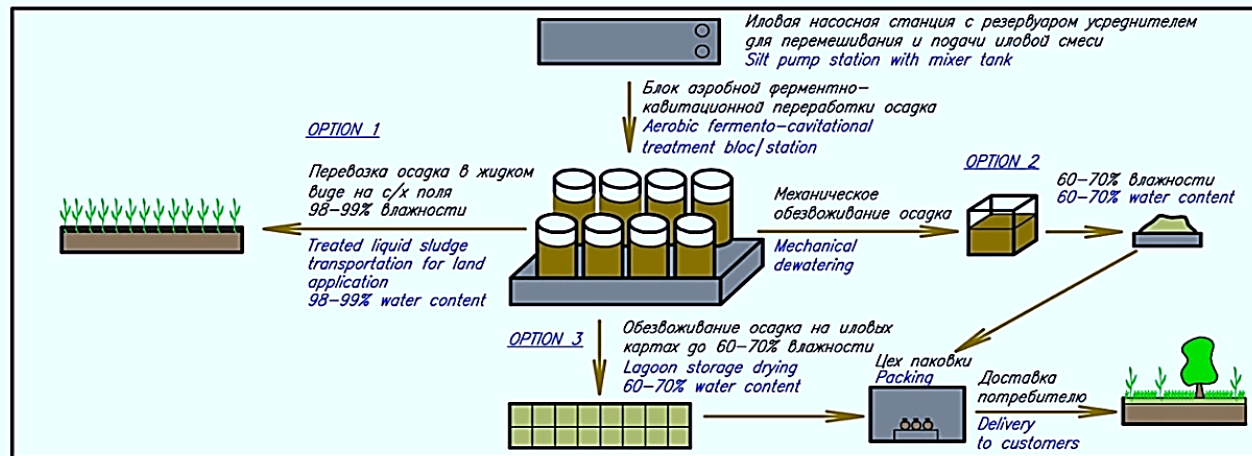 Иловая насосная станция с резервуаром усреднителем
для перемешивания и подачи иловой смеси
Silt pump station with mixer tank
Блок аэробной ферментно-
кавитационной переработки осадка
Aerobic fermento-cavitational
treatment bloc/station
OPTION 1
Перевозка осадка в жидком
виде на с/х поля
98-99% влажности
Treated liquid sludge
transportation for land
application
98-99% water content
Механическое
обезвоживание осадка
Mechanical
dewatering
OPTION 2
60-70% влажности
60-70% water content
OPTION 3
Обезвоживание осадка на иловых
картах до 60-70% влажности
Lagoon storage drying
60-70% water content
Цех паковки
Packing
Доставка
потребителю
Delivery
to customers